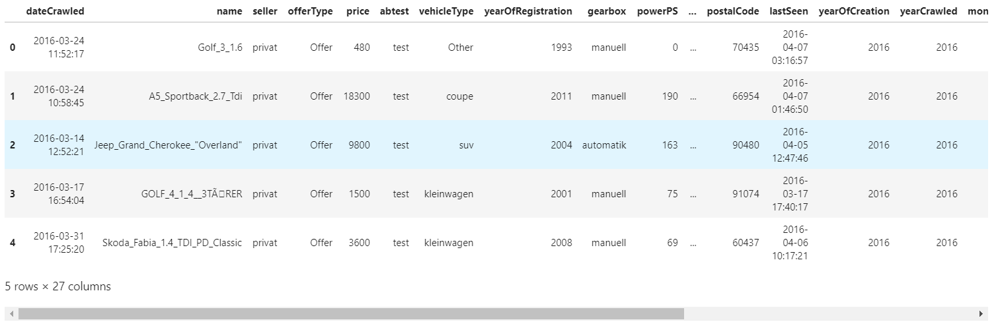 dateCrawled name seller offerType price abtest vehicleType yearOfRegistration gearbox powerPS ... postalCode lastSeen yearOfCreation yearCrawled mon
0 2016-03-24 11:52:17 Golf_3_1.6 privat Offer 480 test Other 1993 manuell 0 ... 70435 2016-04-07 03:16:57 2016 2016
1 2016-03-24 10:58:45 A5_Sportback_2.7_Tdi privat Offer 18300 test coupe 2011 manuell 190 ... 66954 2016-04-07 01:46:50 2016 2016
2 2016-03-14 12:52:21 Jeep_Grand_Cherokee_"Overland" privat Offer 9800 test suv 2004 automatik 163 ... 90480 2016-04-05 12:47:46 2016 2016
3 2016-03-17 16:54:04 GOLF_4_1_4__3TÃ□RER privat Offer 1500 test kleinwagen 2001 manuell 75 ... 91074 2016-03-17 17:40:17 2016 2016
4 2016-03-31 17:25:20 Skoda_Fabia_1.4_TDI_PD_Classic privat Offer 3600 test kleinwagen 2008 manuell 69 ... 60437 2016-04-06 10:17:21 2016 2016
5 rows × 27 columns